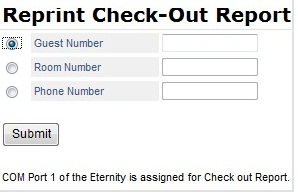 Reprint Check-Out Report
Guest Number
Room Number
Phone Number
Submit
COM Port 1 of the Eternity is assigned for Check out Report.